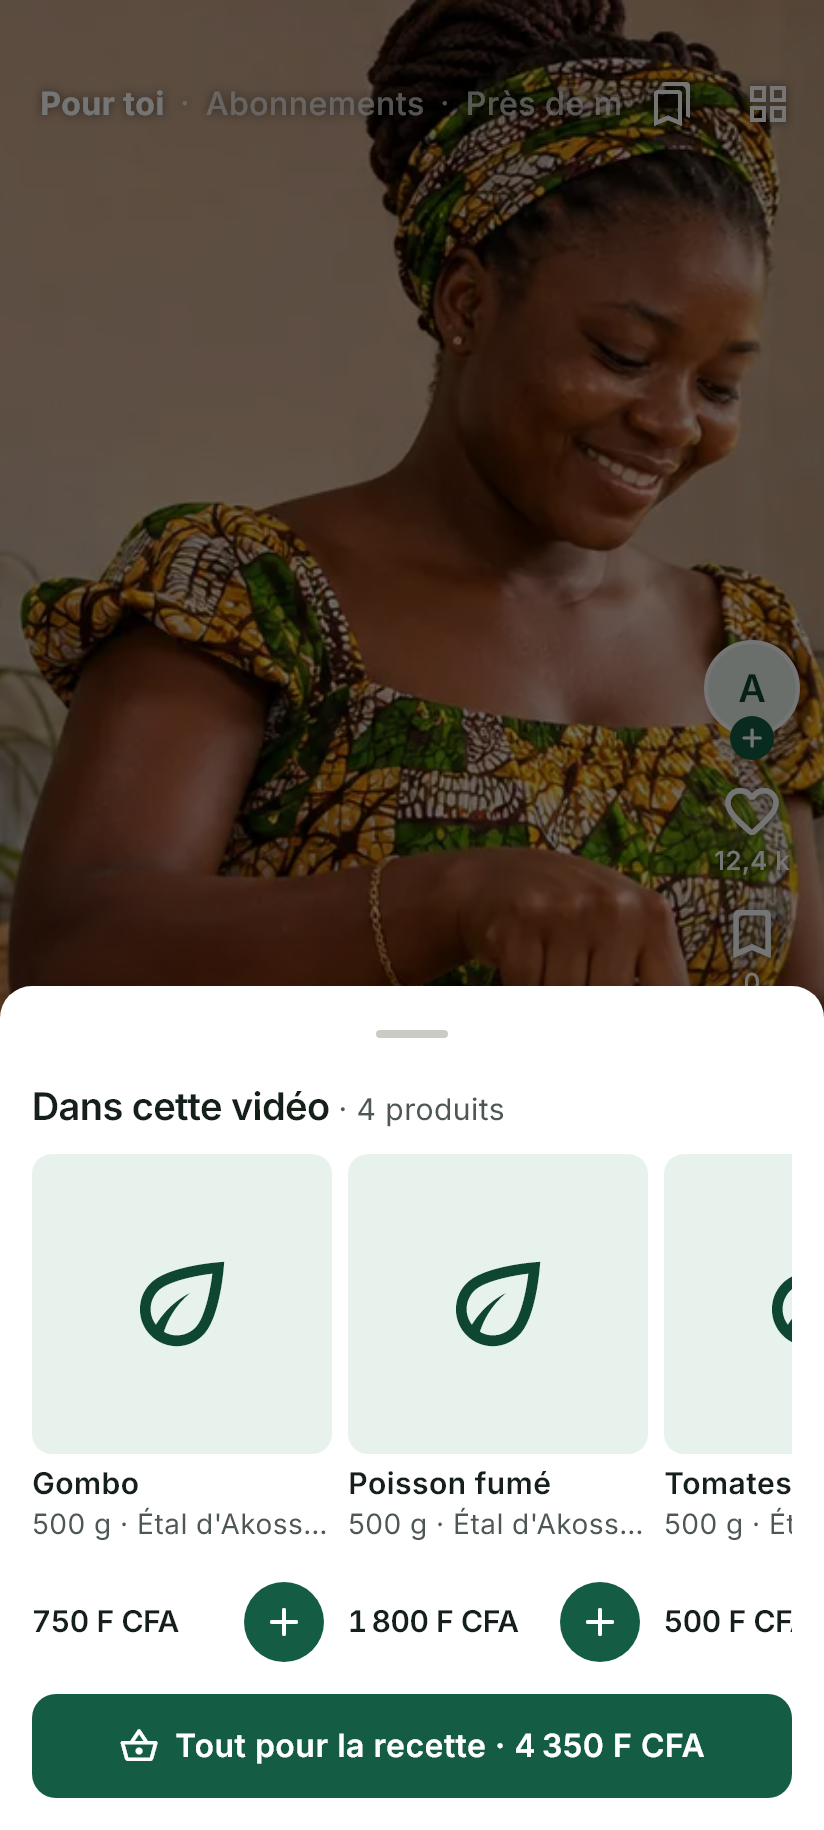 Pour toi · Abonnements · Près de m
A
12,4 k
0
Dans cette vidéo · 4 produits
Gombo
500 g · Étal d'Akoss...
750 F CFA
Poisson fumé
500 g · Étal d'Akoss...
1 800 F CFA
Tomates
500 g · Ét
500 F CF
Tout pour la recette · 4 350 F CFA